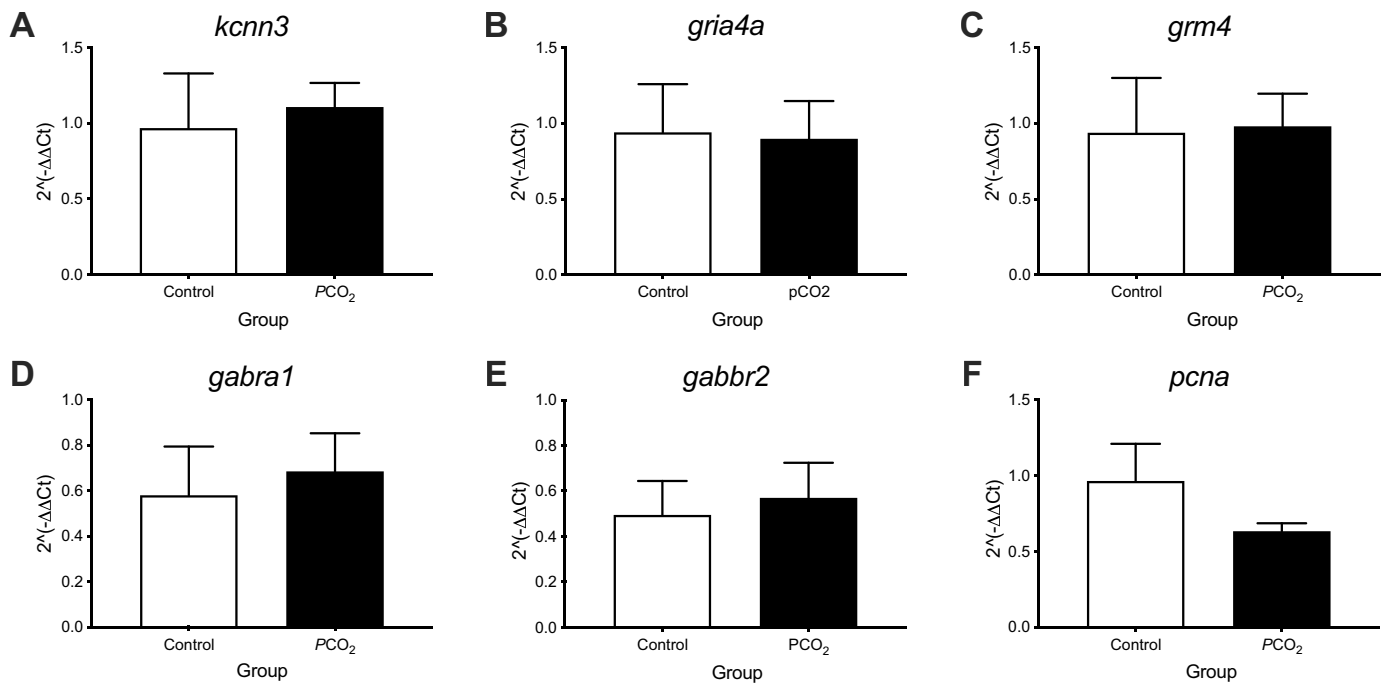 A
kcnn3
2^(-ΔΔCt)
1.5
1.0
0.5
0.0
Control
PCO₂
Group
B
gria4a
2^(-ΔΔCt)
1.5
1.0
0.5
0.0
Control
pCO2
Group
C
grm4
2^(-ΔΔCt)
1.5
1.0
0.5
0.0
Control
PCO₂
Group
D
gabra1
2^(-ΔΔCt)
1.0
0.8
0.6
0.4
0.2
0.0
Control
PCO₂
Group
E
gabbr2
2^(-ΔΔCt)
1.0
0.8
0.6
0.4
0.2
0.0
Control
PCO₂
Group
F
pcna
2^(-ΔΔCt)
1.5
1.0
0.5
0.0
Control
PCO₂
Group